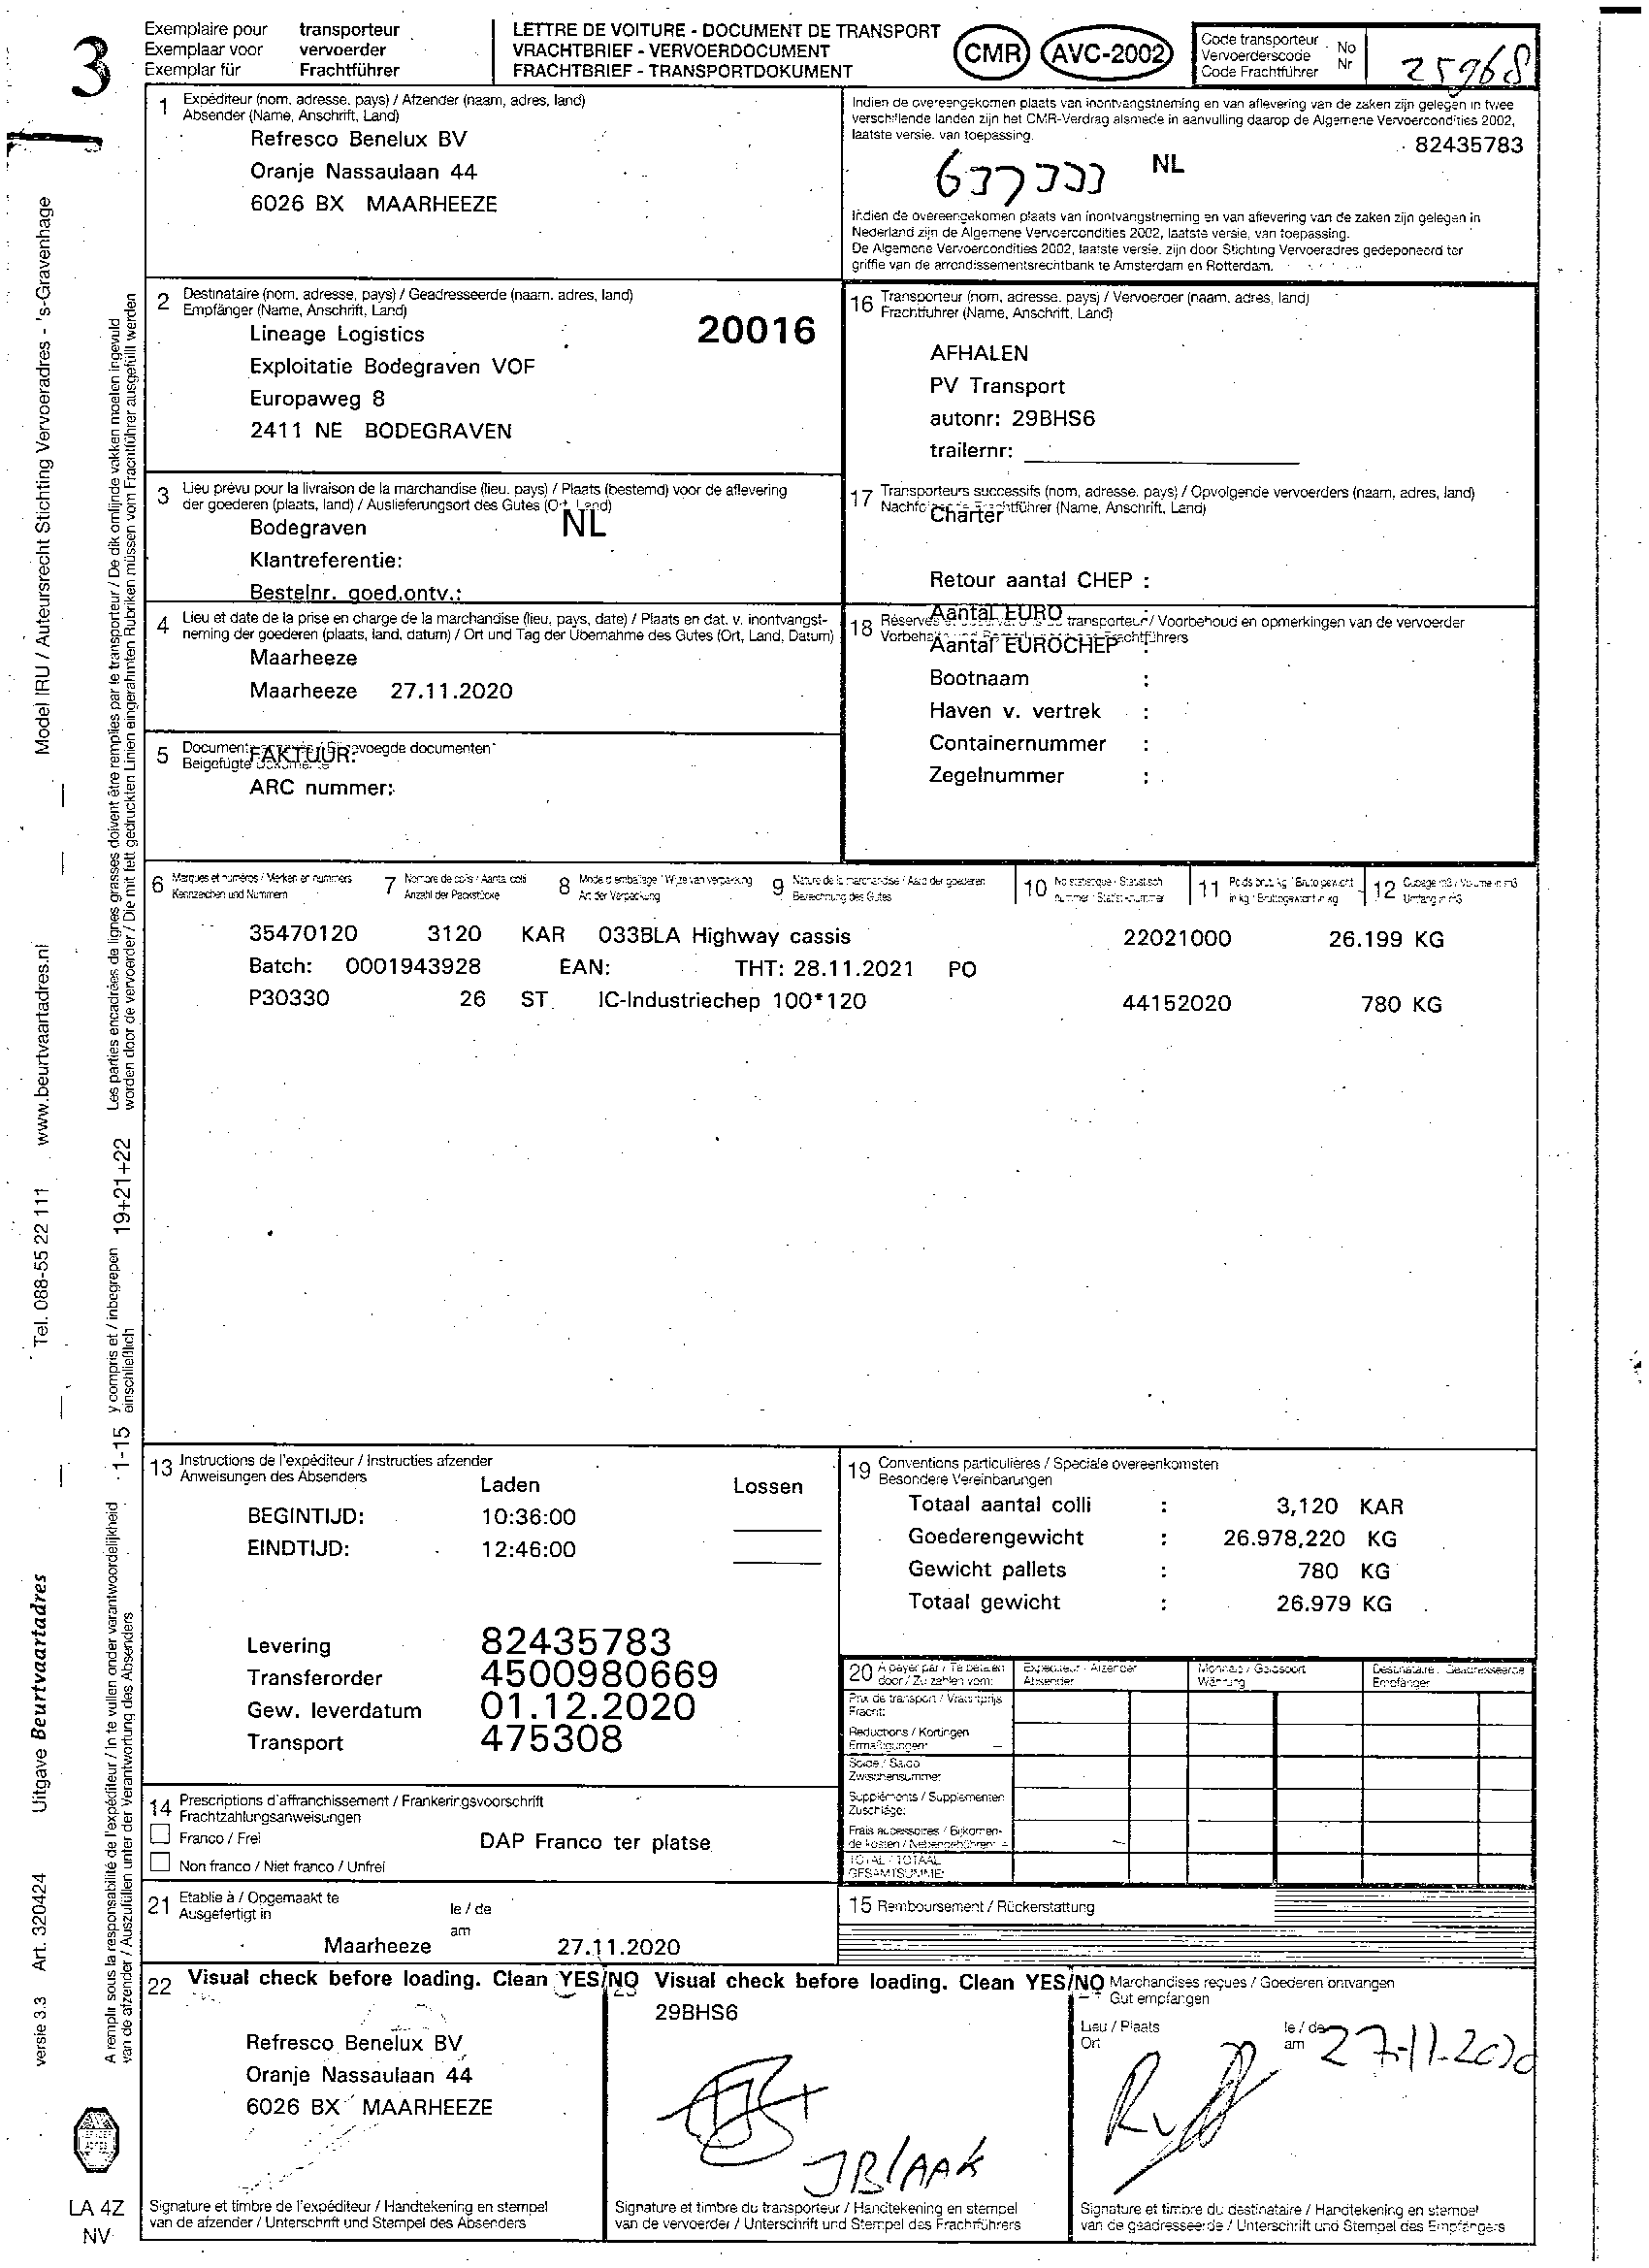 3
Exemplaire pour transporteur
Exemplaar voor vervoerder
Exemplar für Frachtführer
LETTRE DE VOITURE - DOCUMENT DE TRANSPORT
VRACHTBRIEF - VERVOERDOCUMENT
FRACHTBRIEF - TRANSPORTDOKUMENT
CMR AVC-2002
Code transporteur
Vervoerderscode
Code Frachtführer
No
Nr
25968
1 Expéditeur (nom, adresse, pays) / Afzender (naam, adres, land)
Absender (Name, Anschrift, Land)
Refresco Benelux BV
Oranje Nassaulaan 44
6026 BX MAARHEEZE
Indien de overeengekomen plaats van inontvangstneming en van aflevering van de zaken zijn gelegen in twee
verschillende landen zijn het CMR-Verdrag alsmede in aanvulling daarop de Algemene Vervoercondities 2002,
laatste versie, van toepassing.
82435783
NL
Indien de overeengekomen plaats van inontvangstneming en van aflevering van de zaken zijn gelegen in
Nederland zijn de Algemene Vervoercondities 2002, laatste versie, van toepassing.
De Algemene Vervoercondities 2002, laatste versie, zijn door Stichting Vervoeradres gedeponeerd ter
griffie van de arrondissementsrechtbank te Amsterdam en Rotterdam.
2 Destinataire (nom, adresse, pays) / Geadresseerde (naam, adres, land)
Empfänger (Name, Anschrift, Land)
Lineage Logistics
20016
Exploitatie Bodegraven VOF
Europaweg 8
2411 NE BODEGRAVEN
16 Transporteur (nom, adresse, pays) / Vervoerder (naam, adres, land)
Frachtführer (Name, Anschrift, Land)
AFHALEN
PV Transport
autonr: 29BHS6
trailernr:
3 Lieu prévu pour la livraison de la marchandise (lieu, pays) / Plaats (bestemd) voor de aflevering
der goederen (plaats, land) / Auslieferungsort des Gutes (Ort, Land)
Bodegraven NL
Klantreferentie:
Bestelnr. goed.ontv.:
17 Transporteurs successifs (nom, adresse, pays) / Opvolgende vervoerders (naam, adres, land)
(Name, Anschrift, Land)
Charter
Retour aantal CHEP :
Aantal EURO :
4 Lieu et date de la prise en charge de la marchandise (lieu, pays, date) / Plaats en dat. v. inontvangst-
neming der goederen (plaats, land, datum) / Ort und Tag der Übernahme des Gutes (Ort, Land, Datum)
Maarheeze
Maarheeze 27.11.2020
18 transporteur / Voorbehoud en opmerkingen van de vervoerder
Aantal EUROCHEP :
Bootnaam :
Haven v. vertrek :
Containernummer :
Zegelnummer :
5 FAKTUUR:
ARC nummer:
6 Marques et numéros / Merken en nummers
Kennzeichen und Nummern
7 Nombre de colis / Aantal colli
Anzahl der Packstücke
8 Mode d'emballage / Wijze van verpakking
Art der Verpackung
9 Nature de la marchandise / Aard der goederen
Bezeichnung des Gutes
10 No statistique / Statistisch
11 Poids brut, kg / Bruto gewicht
in kg / Bruttogewicht in kg
12 Cubage m3 / Volume in m3
Umfang in m3
35470120 3120 KAR 033BLA Highway cassis 22021000 26.199 KG
Batch: 0001943928 EAN: THT: 28.11.2021 PO
P30330 26 ST. IC-Industriechep 100*120 44152020 780 KG
13 Instructions de l'expéditeur / Instructies afzender
Anweisungen des Absenders
Laden Lossen
BEGINTIJD: 10:36:00
EINDTIJD: 12:46:00
Levering 82435783
Transferorder 4500980669
Gew. leverdatum 01.12.2020
Transport 475308
19 Conventions particulières / Speciale overeenkomsten
Besondere Vereinbarungen
Totaal aantal colli : 3,120 KAR
Goederengewicht : 26.978,220 KG
Gewicht pallets : 780 KG
Totaal gewicht : 26.979 KG
20 A payer par / Te betalen
door / Zu zahlen vom:
Expéditeur / Afzender
Absender
Monnaie / Geldsoort
Währung
Destinataire / Geadresseerde
Empfänger
Prix de transport / Vrachtprijs
Fracht:
Reductions / Kortingen
Ermäßigungen:
Solde / Saldo
Zwischensumme:
Suppléments / Supplementen
Zuschläge:
Frais accessoires / Bijkomen-
de kosten / Nebengebühren:
TOTAL / TOTAAL
GESAMTSUMME:
14 Prescriptions d'affranchissement / Frankeringsvoorschrift
Frachtzahlungsanweisungen
Franco / Frei
Non franco / Niet franco / Unfrei
DAP Franco ter platse
21 Etablie à / Opgemaakt te
Ausgefertigt in
le / de
am
Maarheeze 27.11.2020
15 Remboursement / Rückerstattung
22 Visual check before loading. Clean YES/NO
Refresco Benelux BV
Oranje Nassaulaan 44
6026 BX MAARHEEZE
Signature et timbre de l'expéditeur / Handtekening en stempel
van de afzender / Unterschrift und Stempel des Absenders
23 Visual check before loading. Clean YES/NO
29BHS6
JBLAAK
Signature et timbre du transporteur / Handtekening en stempel
van de vervoerder / Unterschrift und Stempel des Frachtführers
Marchandises reçues / Goederen ontvangen
Gut empfangen
Lieu / Plaats
Ort
le / de
am
27-11-2020
Signature et timbre du destinataire / Handtekening en stempel
van de geadresseerde / Unterschrift und Stempel des Empfängers
Model IRU / Auteursrecht Stichting Vervoeradres - 's-Gravenhage
www.beurtvaartadres.nl
Tel. 088-55 22 111
Uitgave Beurtvaartadres
Art. 320424
versie 3.3
Les parties encadrées de lignes grasses doivent être remplies par le transporteur / De dik omlijnde vakken moeten ingevuld
worden door de vervoerder / Die mit fett gedruckten Linien eingerahmten Rubriken müssen vom Frachtführer ausgefüllt werden
19+21+22
y compris et / inbegrepen
einschließlich
1-15
A remplir sous la responsabilité de l'expéditeur / In te vullen onder verantwoordelijkheid
van de afzender / Auszufüllen unter der Verantwortung des Absenders
LA 4Z
NV